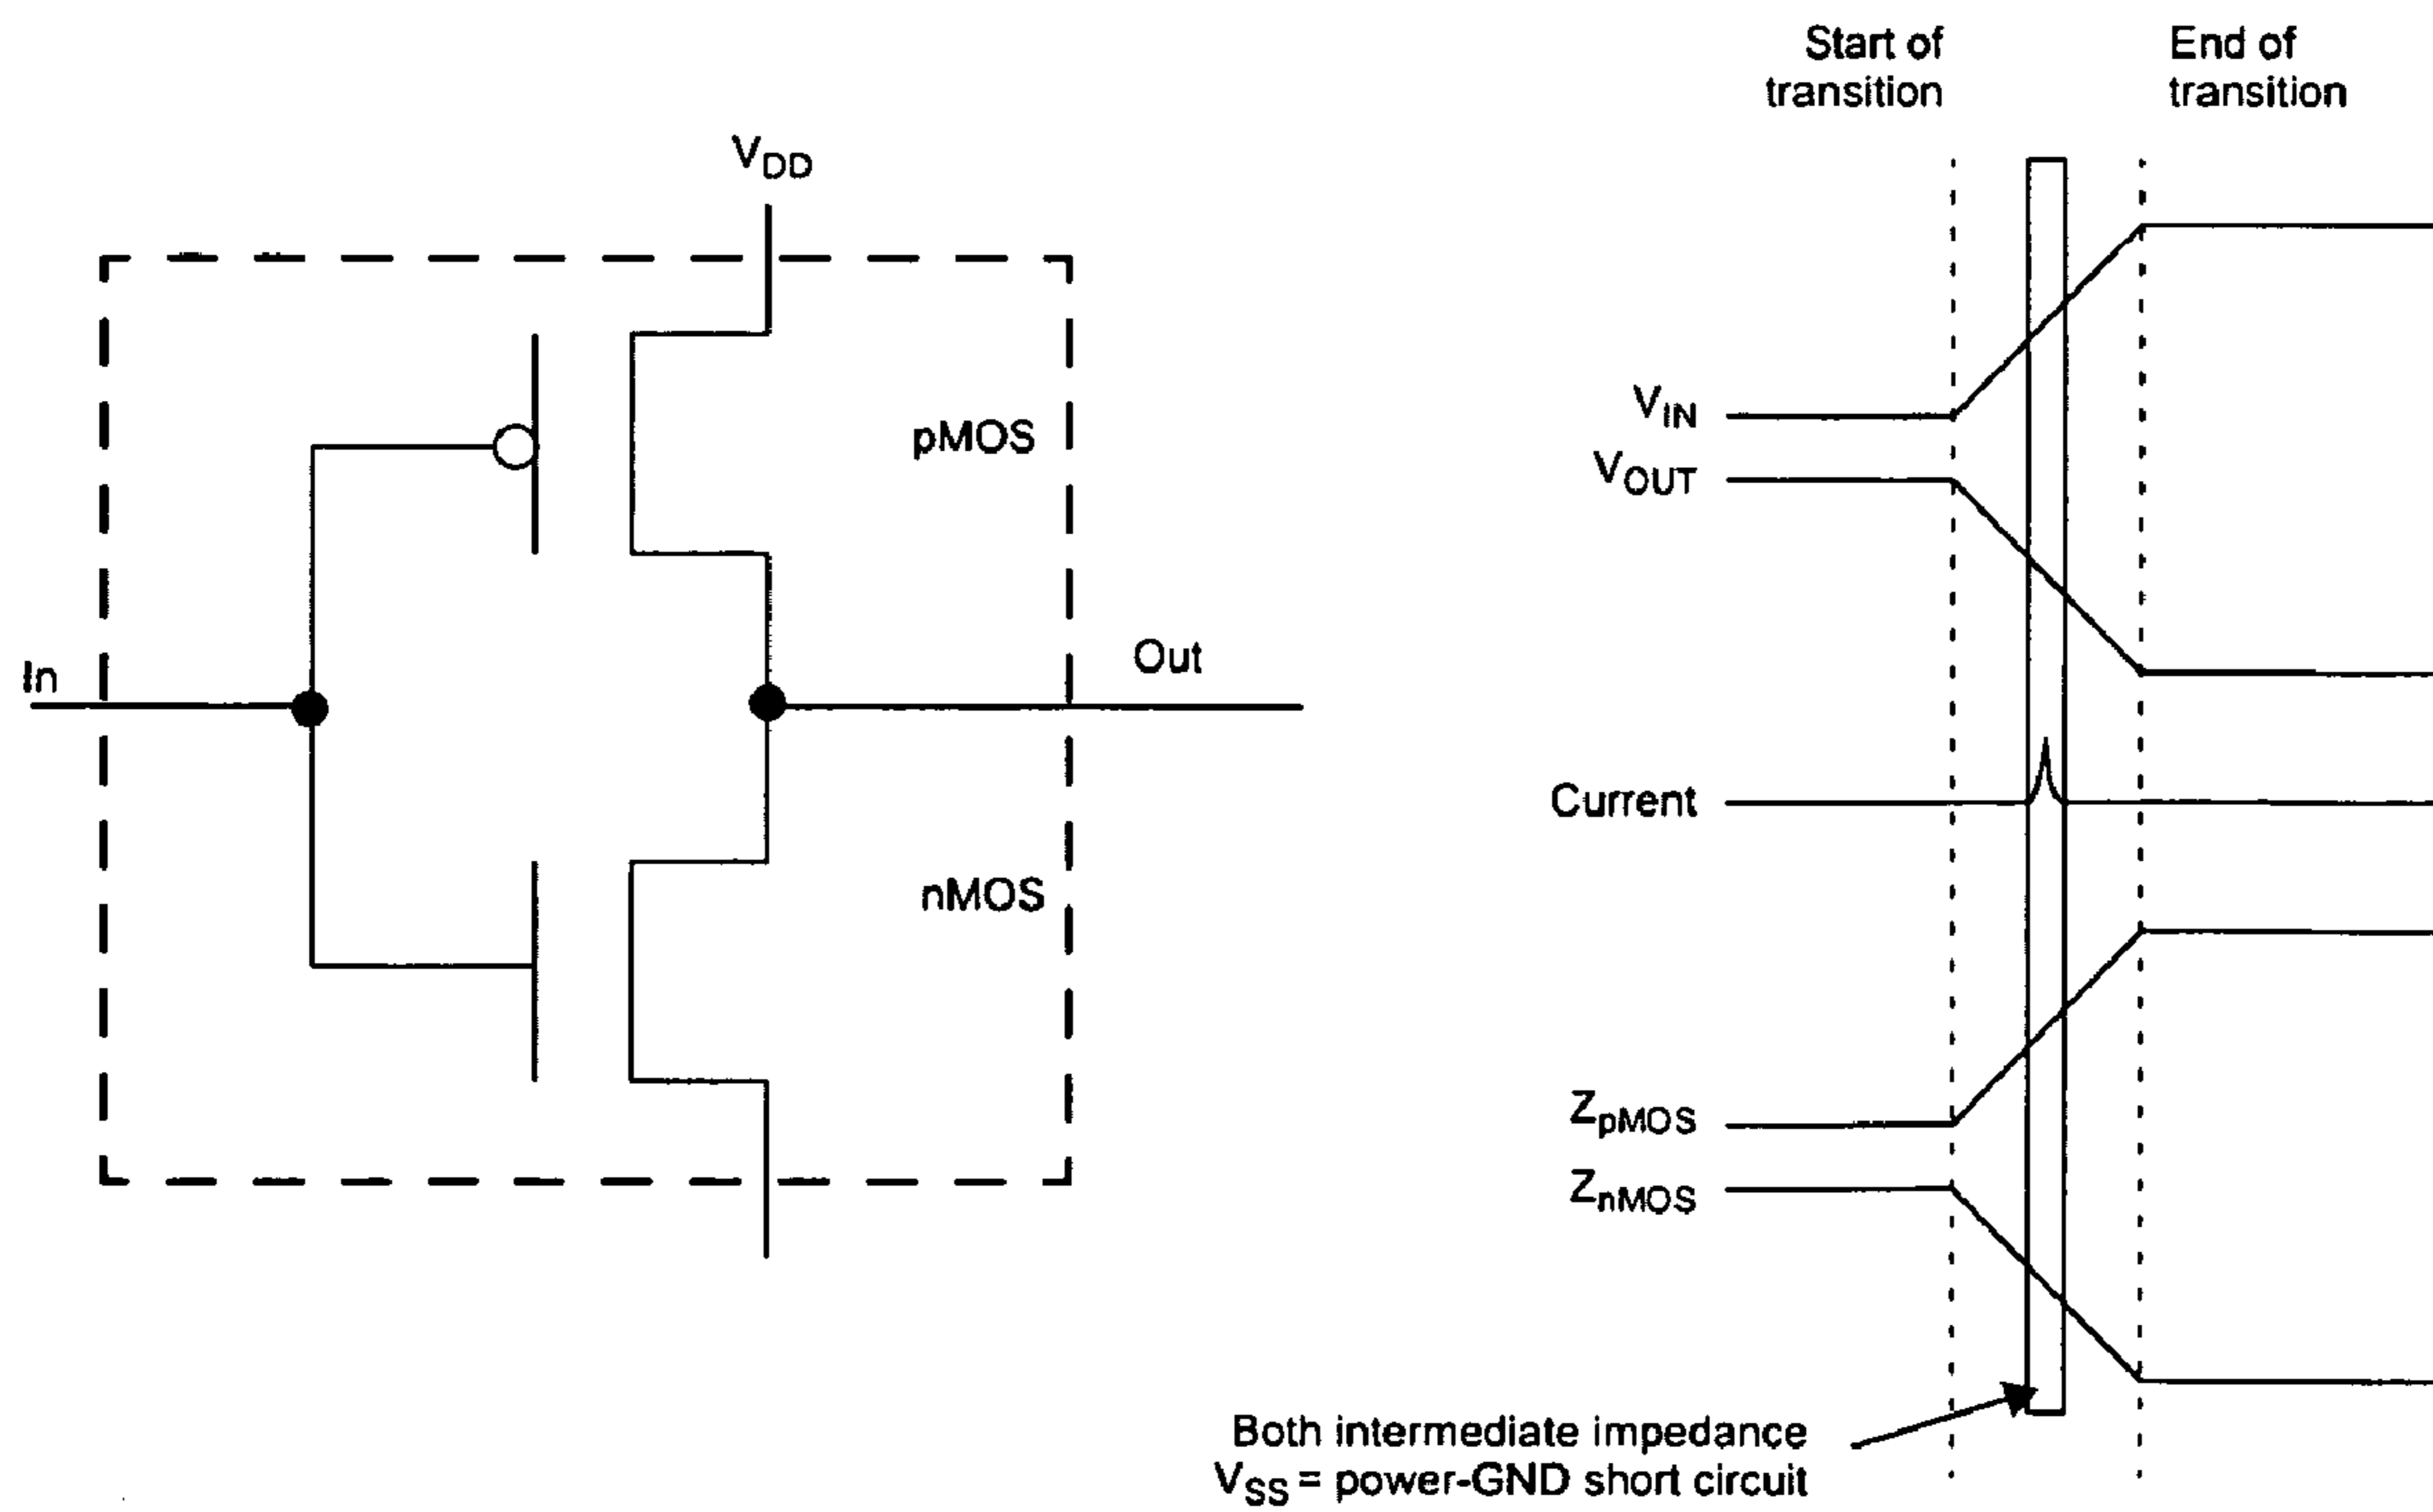 Start of
transition
End of
transition
VDD
pMOS
In
Out
nMOS
VIN
VOUT
Current
ZpMOS
ZnMOS
Both intermediate impedance
VSS = power-GND short circuit